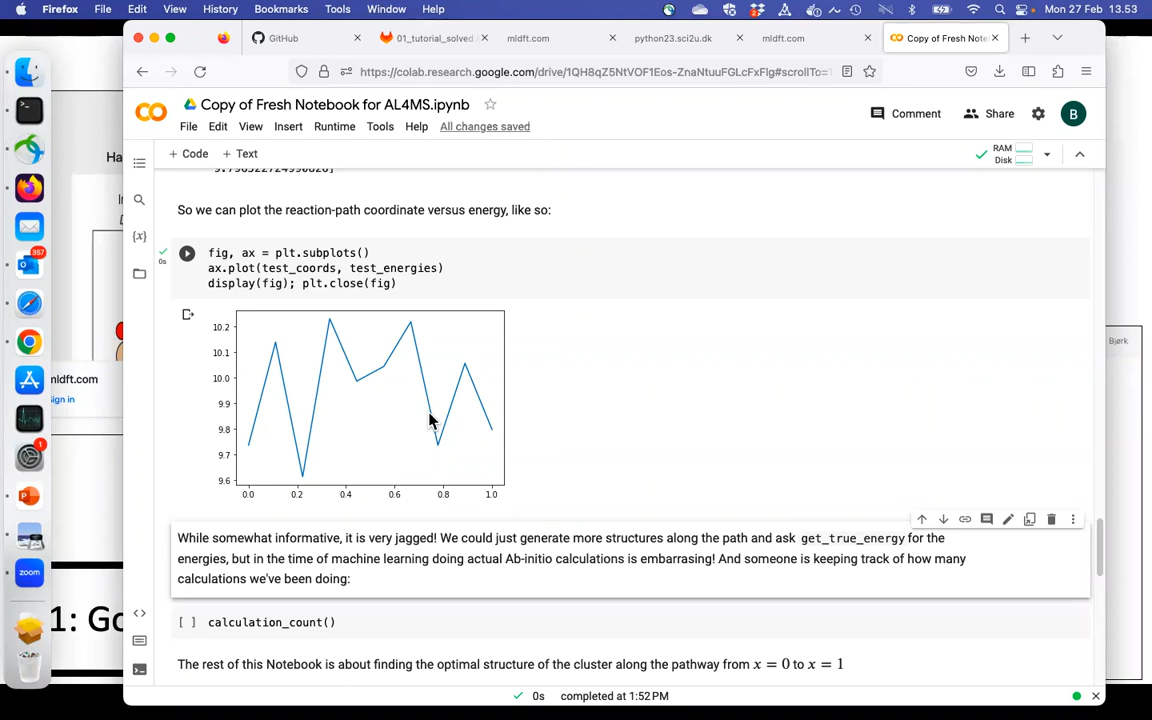 Firefox File Edit View History Bookmarks Tools Window Help Mon 27 Feb 13.53
GitHub 01_tutorial_solved. mldft.com python23.sci2u.dk mldft.com Copy of Fresh Note
https://colab.research.google.com/drive/1QH8qZ5NtVOF1Eos-ZnaNtuuFGLcFxFlg#scrollTo=1
Copy of Fresh Notebook for AL4MS.ipynb
Comment Share B
File Edit View Insert Runtime Tools Help All changes saved
+ Code + Text
RAM
Disk
Ha
So we can plot the reaction-path coordinate versus energy, like so:
0s
fig, ax = plt.subplots()
ax.plot(test_coords, test_energies)
display(fig); plt.close(fig)
357
10.2
10.1
10.0
9.9
9.8
9.7
9.6
0.0 0.2 0.4 0.6 0.8 1.0
Bjørk
mldft.com
ign in
1
While somewhat informative, it is very jagged! We could just generate more structures along the path and ask get_true_energy for the
energies, but in the time of machine learning doing actual Ab-initio calculations is embarrasing! And someone is keeping track of how many
calculations we've been doing:
zoom
1: Go
[ ] calculation_count()
The rest of this Notebook is about finding the optimal structure of the cluster along the pathway from x = 0 to x = 1
0s completed at 1:52 PM